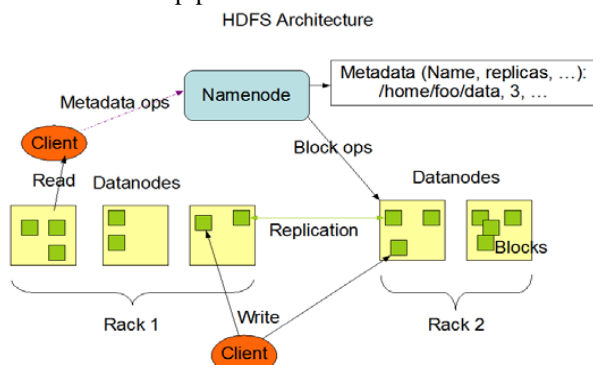 HDFS Architecture
Metadata (Name, replicas, …):
/home/foo/data, 3, …
Namenode
Metadata ops
Client
Block ops
Read
Datanodes
Datanodes
Replication
Blocks
Rack 1
Write
Rack 2
Client